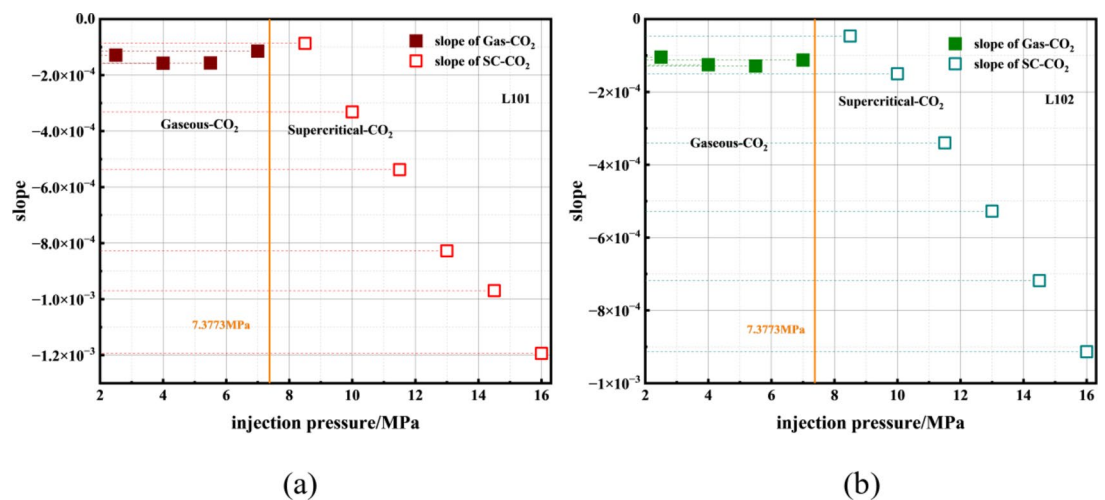 0.0
−2.0×10⁻⁴
−4.0×10⁻⁴
−6.0×10⁻⁴
−8.0×10⁻⁴
−1.0×10⁻³
−1.2×10⁻³
slope
slope of Gas-CO₂
slope of SC-CO₂
L101
Gaseous-CO₂
Supercritical-CO₂
7.3773MPa
2 4 6 8 10 12 14 16
injection pressure/MPa
(a)
0
−2×10⁻⁴
−4×10⁻⁴
−6×10⁻⁴
−8×10⁻⁴
−1×10⁻³
slope
slope of Gas-CO₂
slope of SC-CO₂
Supercritical-CO₂
L102
Gaseous-CO₂
7.3773MPa
2 4 6 8 10 12 14 16
injection pressure/MPa
(b)